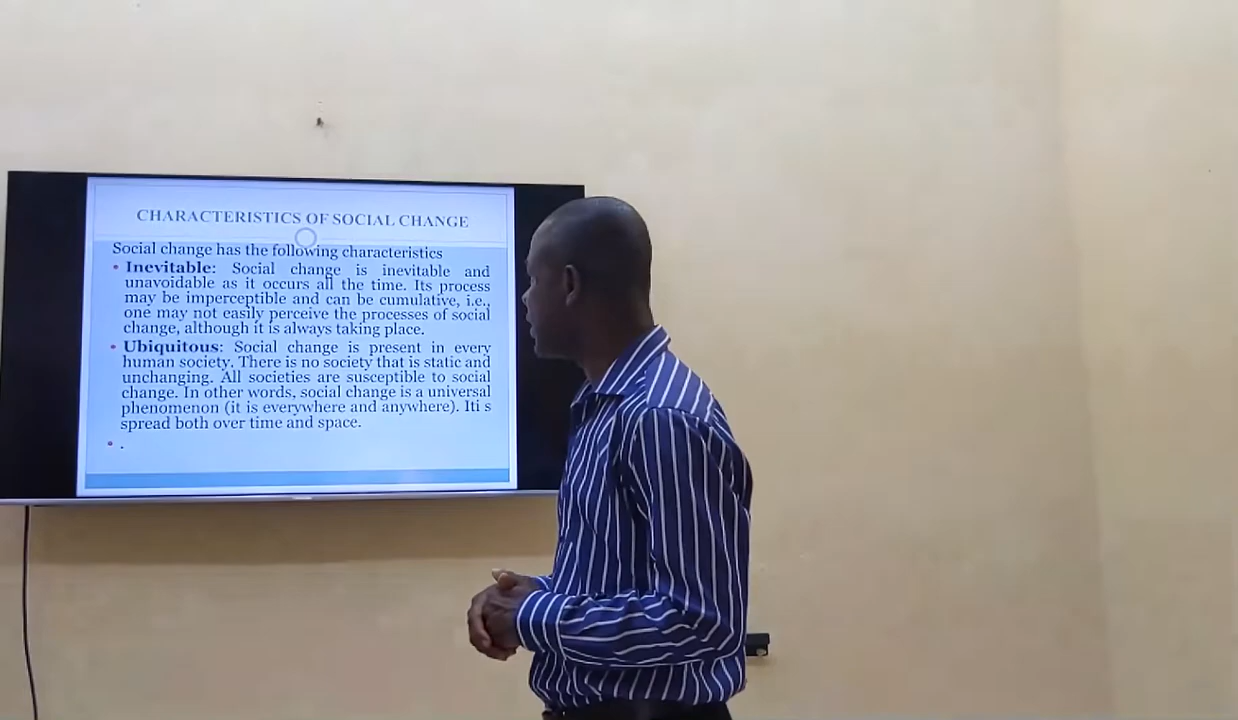 CHARACTERISTICS OF SOCIAL CHANGE
Social change has the following characteristics
• Inevitable: Social change is inevitable and
unavoidable as it occurs all the time. Its process
may be imperceptible and can be cumulative, i.e.,
one may not easily perceive the processes of social
change, although it is always taking place.
• Ubiquitous: Social change is present in every
human society. There is no society that is static and
unchanging. All societies are susceptible to social
change. In other words, social change is a universal
phenomenon (it is everywhere and anywhere). Iti s
spread both over time and space.
• .